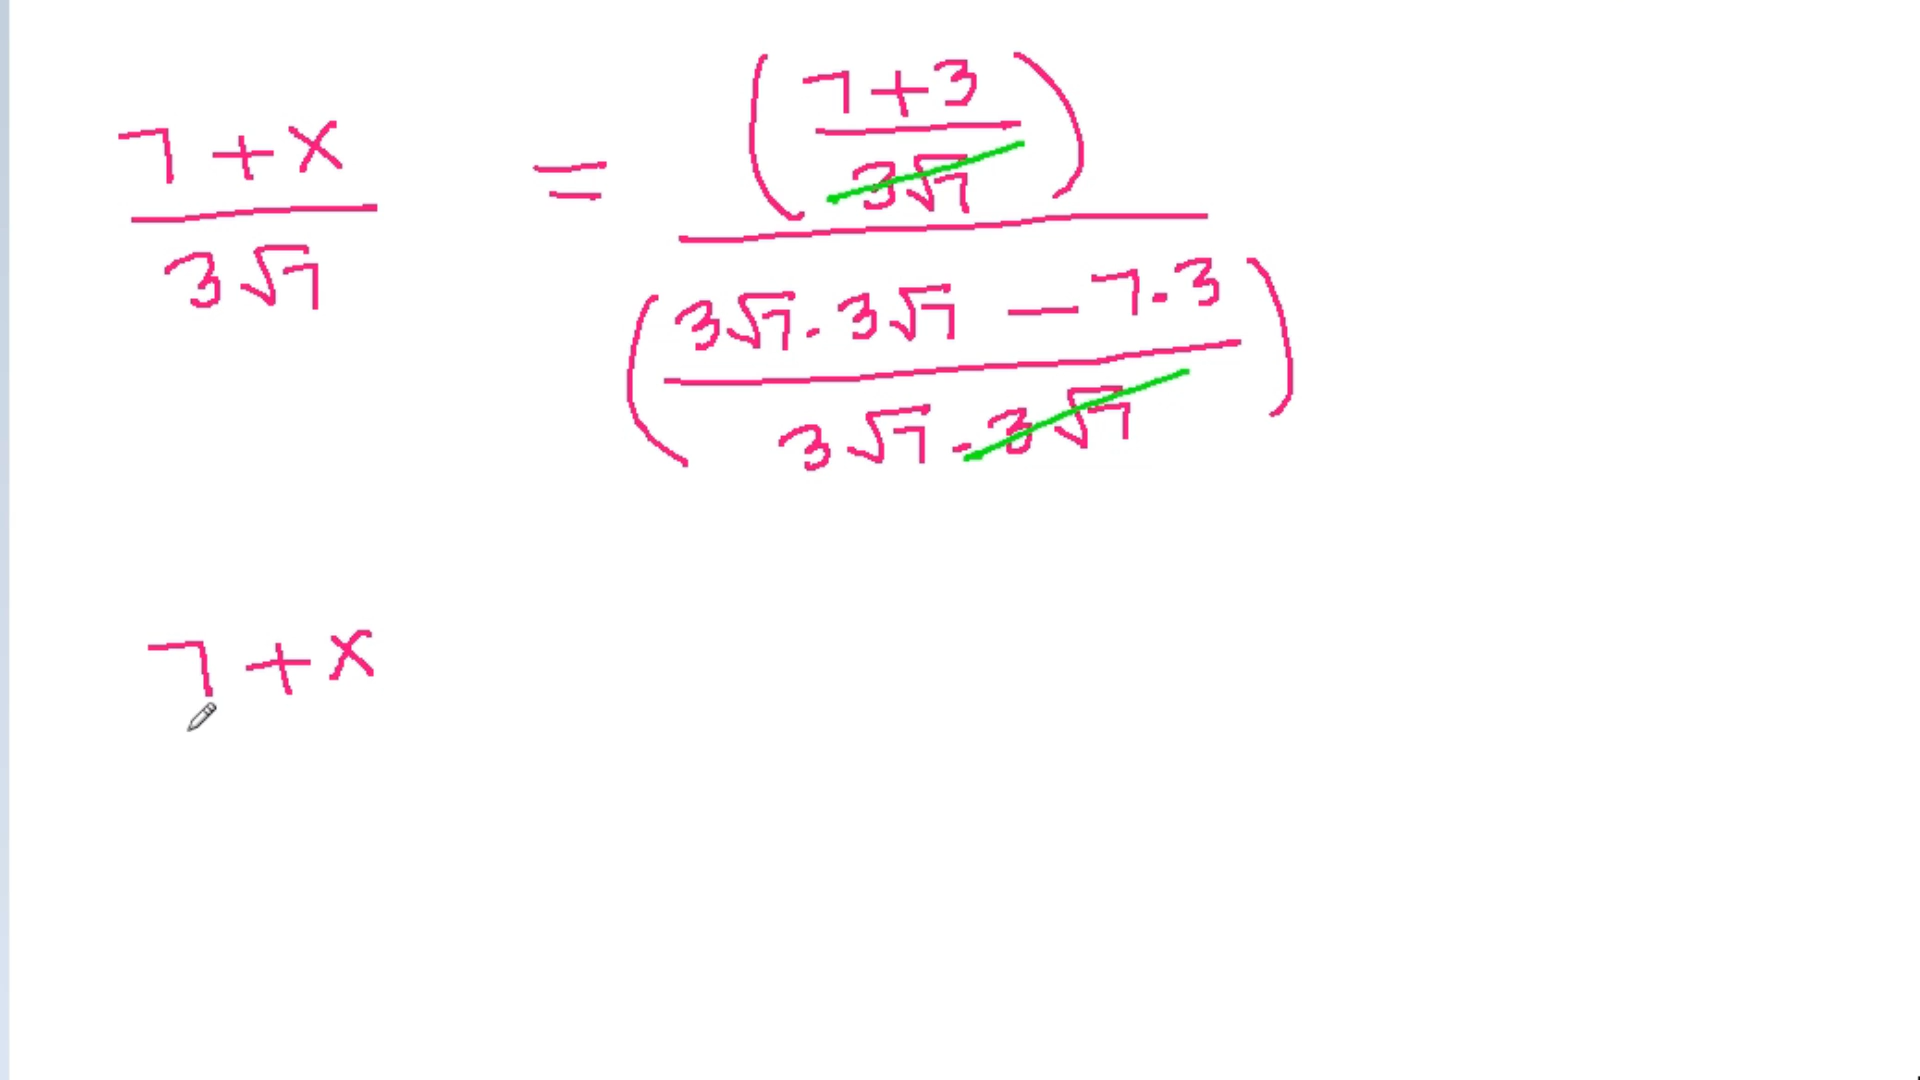 7 + x / 3√7 = ( 7 + 3 / 3√7 ) / ( 3√7 · 3√7 − 7 · 3 / 3√7 · 3√7 )
7 + x